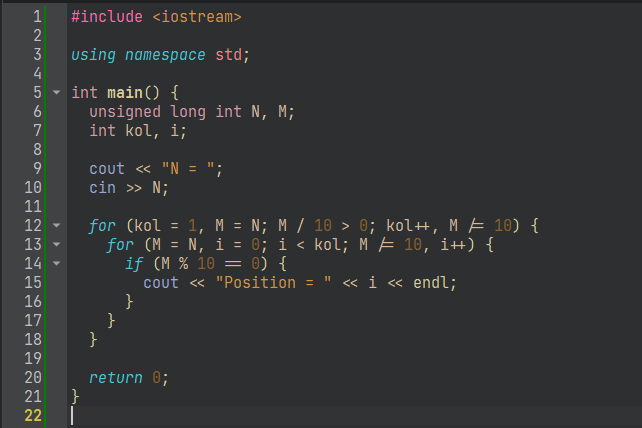 1 #include <iostream>
2
3 using namespace std;
4
5 int main() {
6 unsigned long int N, M;
7 int kol, i;
8
9 cout << "N = ";
10 cin >> N;
11
12 for (kol = 1, M = N; M / 10 > 0; kol++, M /= 10) {
13 for (M = N, i = 0; i < kol; M /= 10, i++) {
14 if (M % 10 == 0) {
15 cout << "Position = " << i << endl;
16 }
17 }
18 }
19
20 return 0;
21 }
22